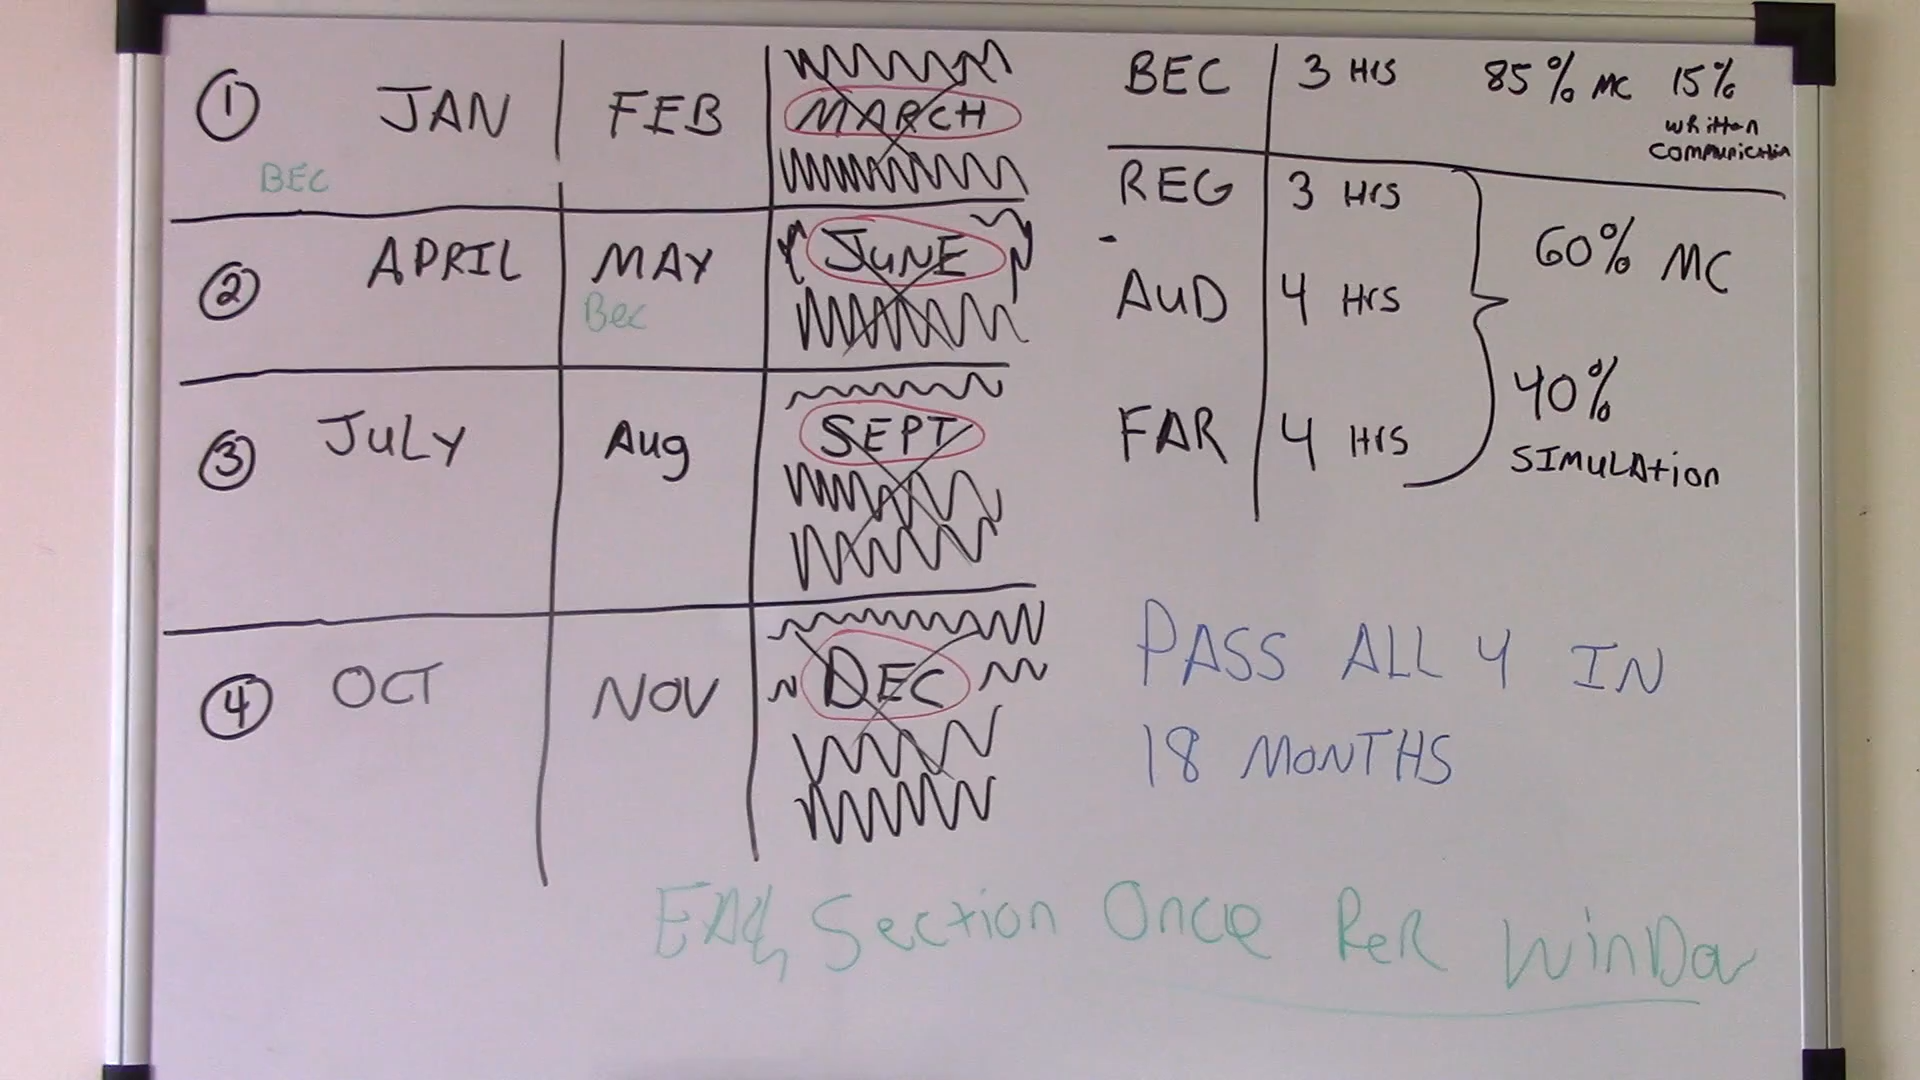 1 JAN FEB MARCH
BEC
2 APRIL MAY JUNE
Bec
3 JULY Aug SEPT
4 OCT NOV DEC
BEC 3 Hrs 85% MC 15%
written
communication
REG 3 Hrs
60% MC
AUD 4 Hrs
40%
FAR 4 Hrs
SIMULAtion
PASS ALL 4 IN
18 MONTHS
EACh Section Once PeR WinDow